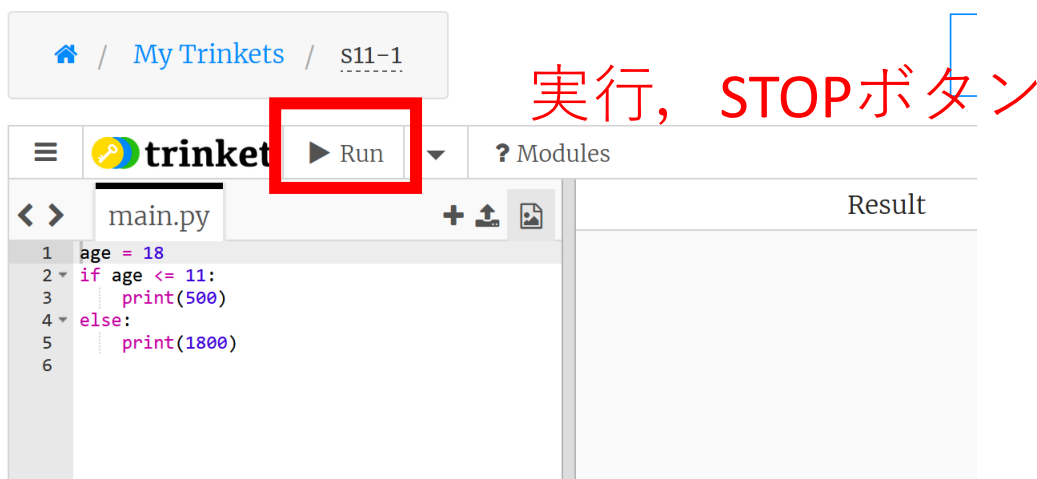 / My Trinkets / s11-1
実行，STOPボタン
trinket Run ? Modules
main.py
Result
1 age = 18
2 if age <= 11:
3 print(500)
4 else:
5 print(1800)
6